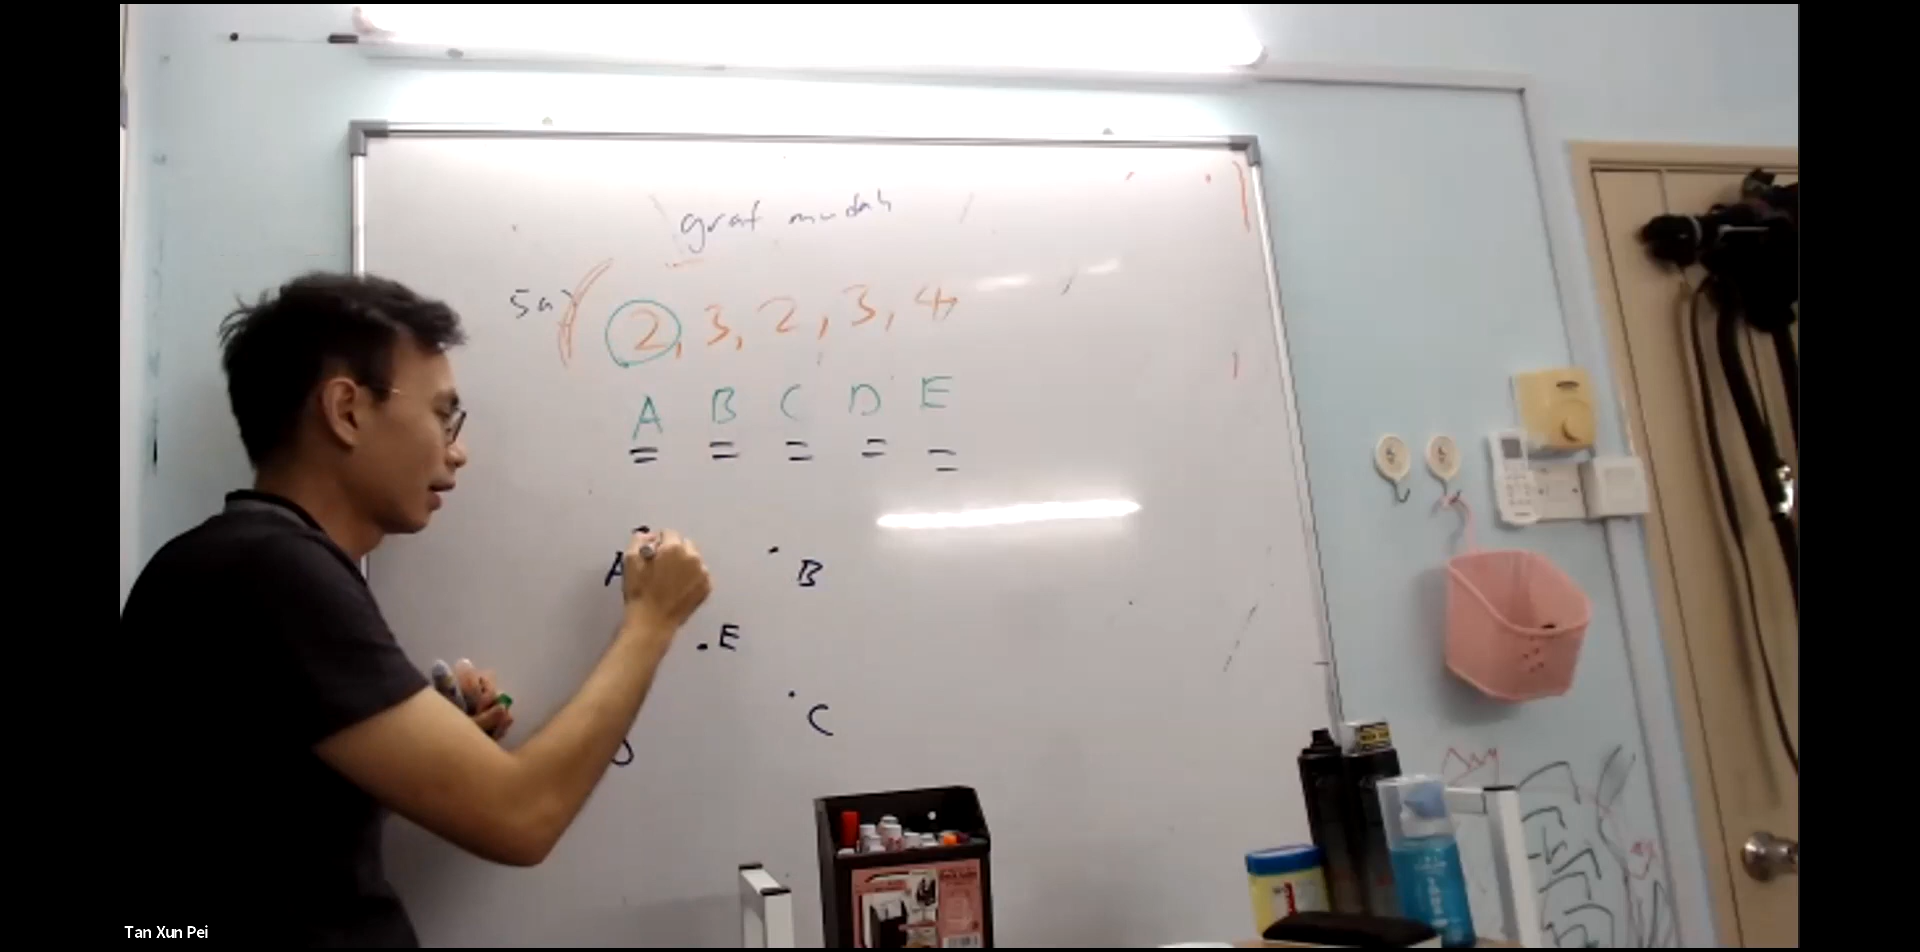 graf mudah
5a) 2, 3, 2, 3, 4,
A B C D E
A B
E
C
D
Tan Xun Pei